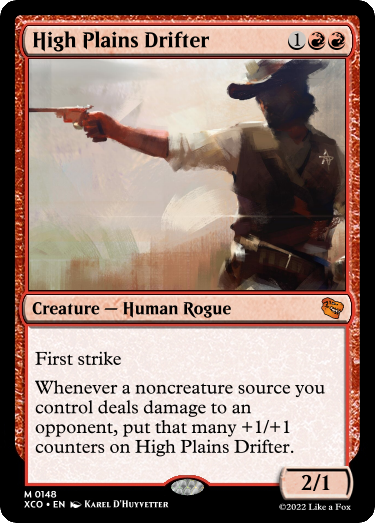 High Plains Drifter 1
Creature — Human Rogue
First strike
Whenever a noncreature source you
control deals damage to an
opponent, put that many +1/+1
counters on High Plains Drifter.
2/1
M 0148
XCO • EN Karel D'Huyvetter
©2022 Like a Fox